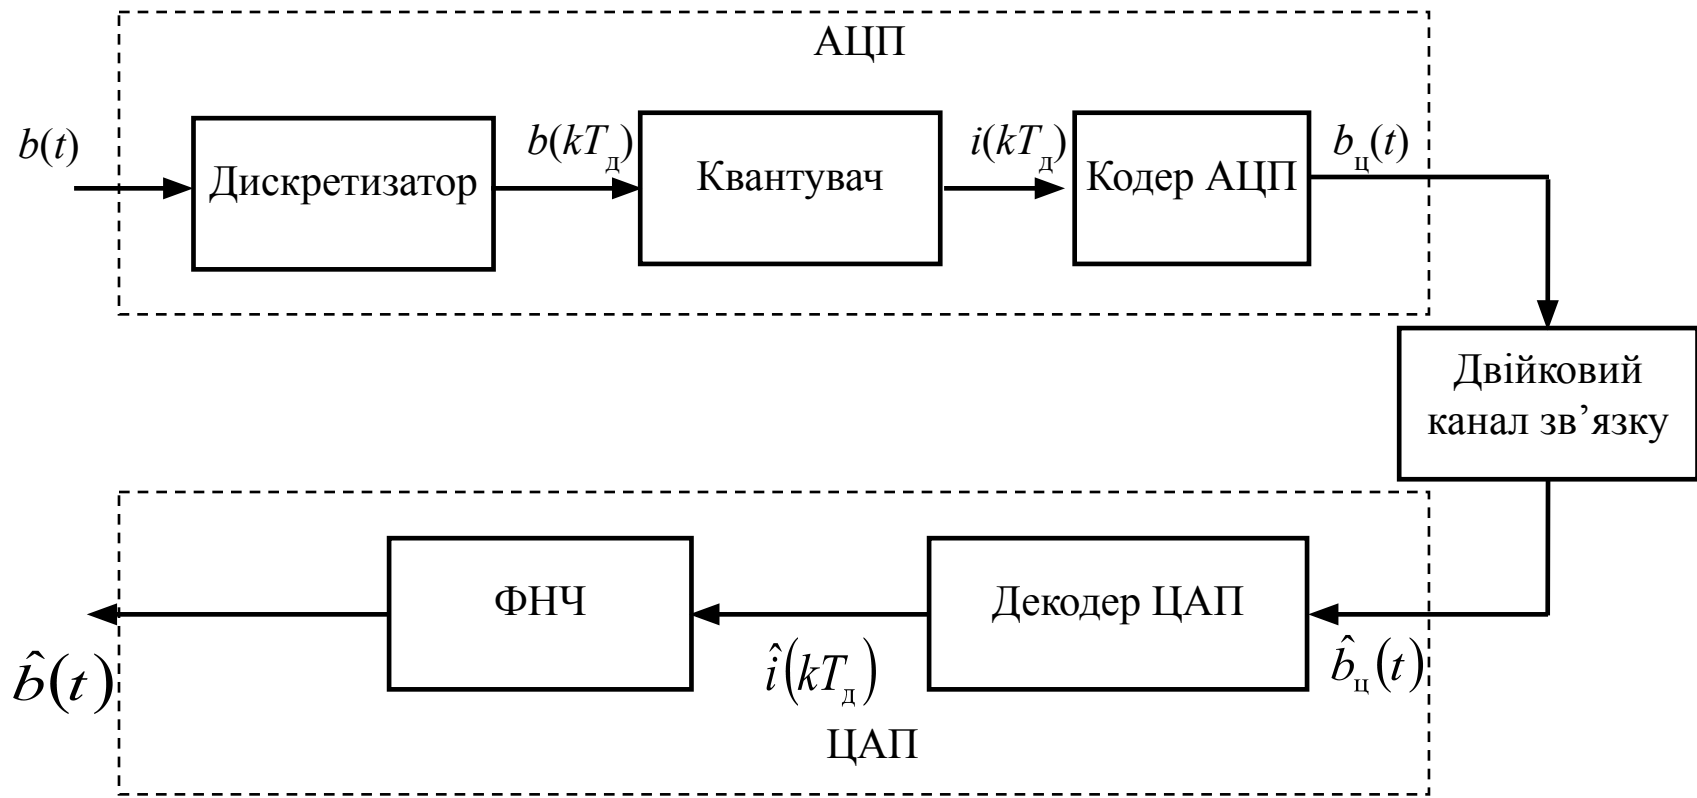 АЦП
b(t)
Дискретизатор
b(kTд)
Квантувач
i(kTд)
Кодер АЦП
bц(t)
Двійковий
канал зв’язку
b̂ц(t)
Декодер ЦАП
î(kTд)
ФНЧ
b̂(t)
ЦАП